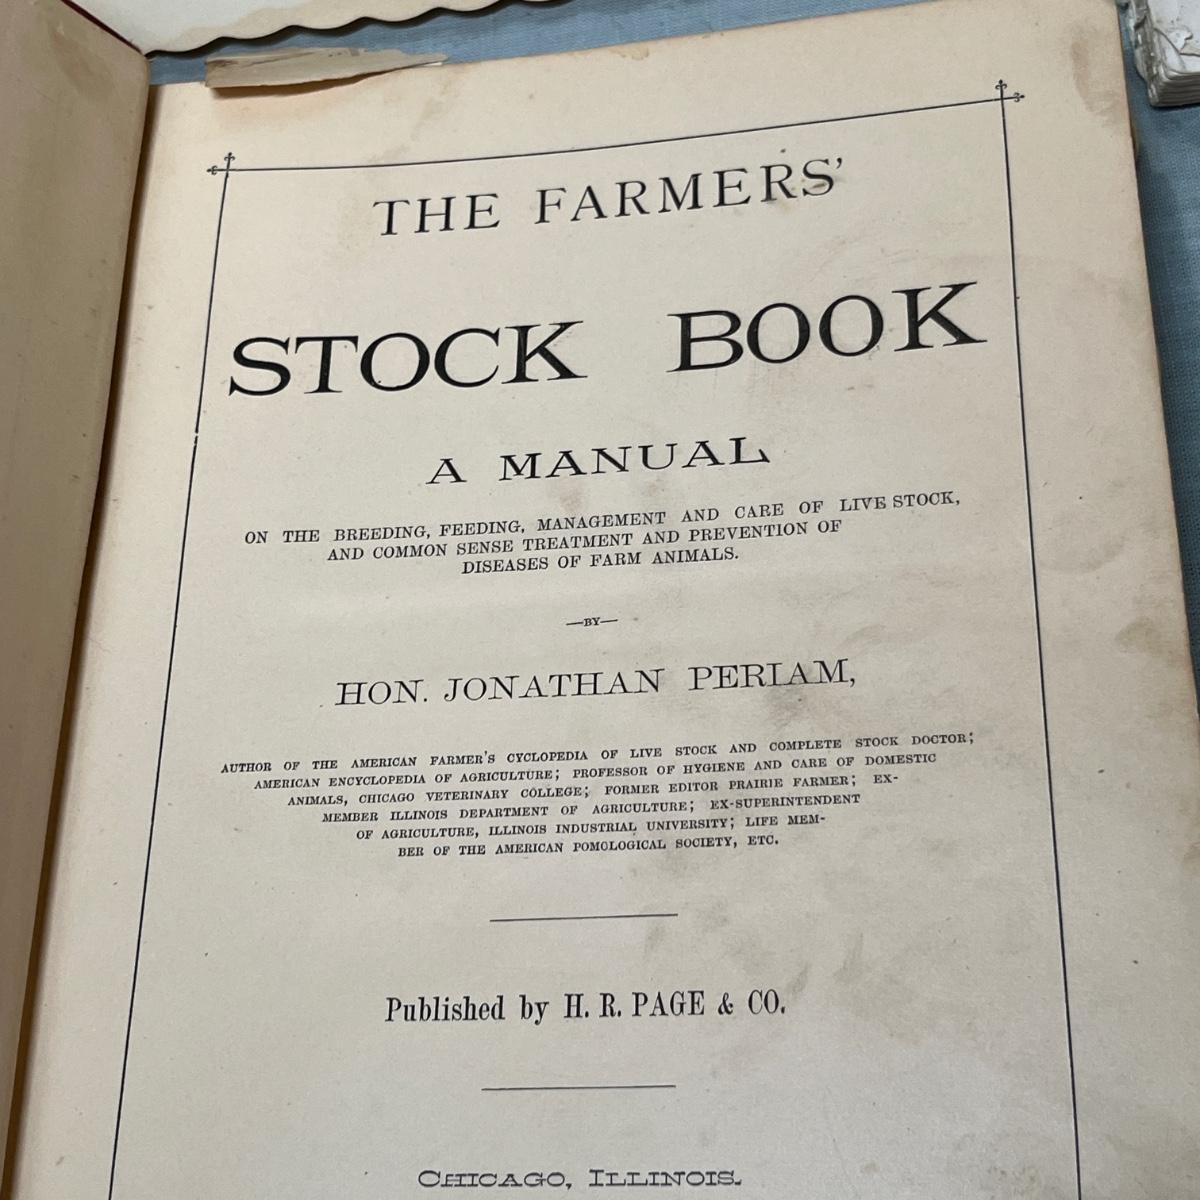 THE FARMERS'
STOCK BOOK
A MANUAL
ON THE BREEDING, FEEDING, MANAGEMENT AND CARE OF LIVE STOCK,
AND COMMON SENSE TREATMENT AND PREVENTION OF
DISEASES OF FARM ANIMALS.
—BY—
HON. JONATHAN PERIAM,
AUTHOR OF THE AMERICAN FARMER'S CYCLOPEDIA OF LIVE STOCK AND COMPLETE STOCK DOCTOR;
AMERICAN ENCYCLOPEDIA OF AGRICULTURE; PROFESSOR OF HYGIENE AND CARE OF DOMESTIC
ANIMALS, CHICAGO VETERINARY COLLEGE; FORMER EDITOR PRAIRIE FARMER; EX-
MEMBER ILLINOIS DEPARTMENT OF AGRICULTURE; EX-SUPERINTENDENT
OF AGRICULTURE, ILLINOIS INDUSTRIAL UNIVERSITY; LIFE MEM-
BER OF THE AMERICAN POMOLOGICAL SOCIETY, ETC.
Published by H. R. PAGE & CO.
CHICAGO, ILLINOIS.